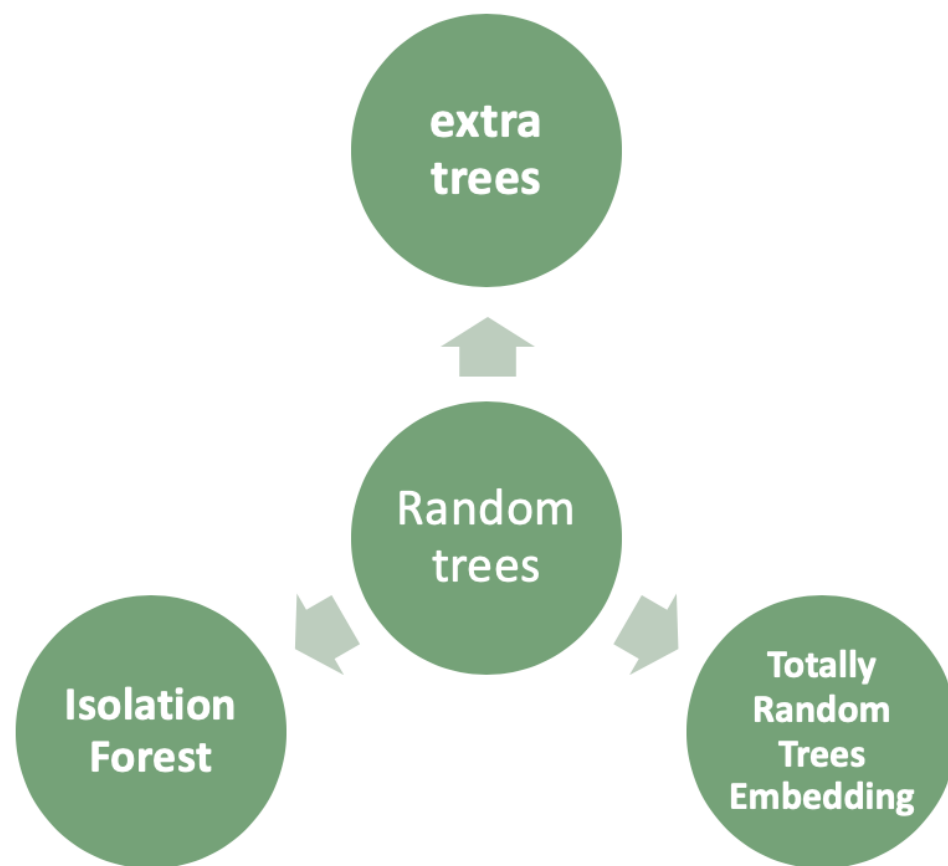 extra
trees
Random
trees
Isolation
Forest
Totally
Random
Trees
Embedding